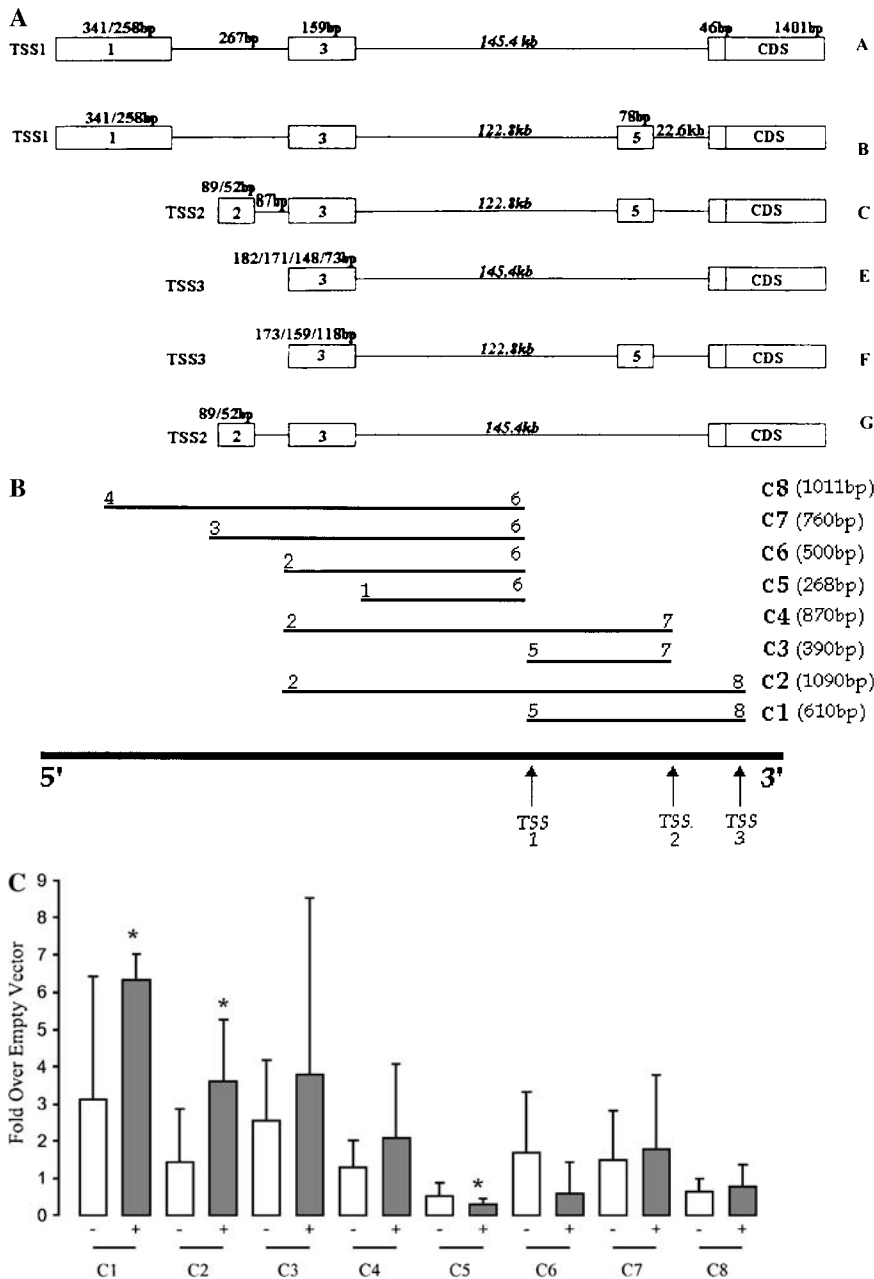 A
341/258bp 267bp 159bp 145.4kb 46bp 1401bp
TSS1 1 3 CDS A
341/258bp 122.8kb 78bp 22.6kb
TSS1 1 3 5 CDS B
89/52bp 87bp 122.8kb
TSS2 2 3 5 CDS C
182/171/148/73bp 145.4kb
TSS3 3 CDS E
173/159/118bp 122.8kb
TSS3 3 5 CDS F
89/52bp 145.4kb
TSS2 2 3 CDS G
B
4 6 C8 (1011bp)
3 6 C7 (760bp)
2 6 C6 (500bp)
1 6 C5 (268bp)
2 7 C4 (870bp)
5 7 C3 (390bp)
2 8 C2 (1090bp)
5 8 C1 (610bp)
5' 3'
TSS TSS. TSS
1 2 3
C
Fold Over Empty Vector
9
8
7
6
5
4
3
2
1
0
* * *
- + - + - + - + - + - + - + - +
C1 C2 C3 C4 C5 C6 C7 C8